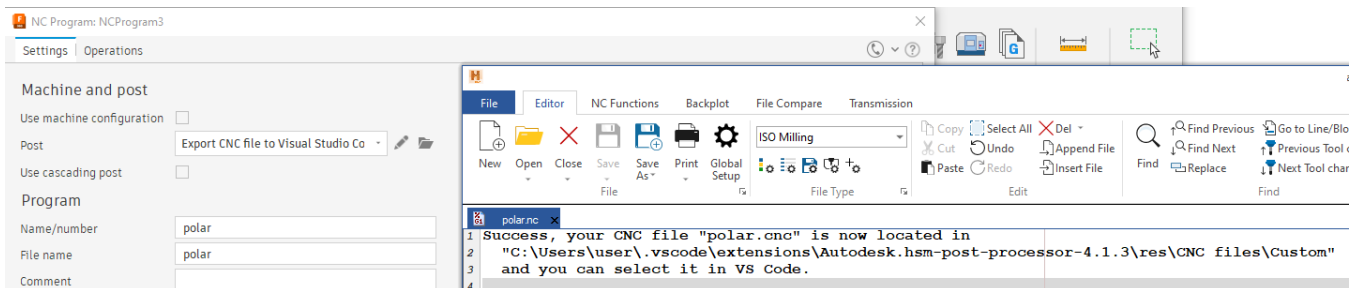 NC Program: NCProgram3
Settings
Operations
Machine and post
Use machine configuration
Post
Export CNC file to Visual Studio Co
Use cascading post
Program
Name/number
polar
File name
polar
Comment
File
Editor
NC Functions
Backplot
File Compare
Transmission
New
Open
Close
Save
Save As
Print
Global Setup
File
ISO Milling
File Type
Copy
Cut
Paste
Select All
Undo
Redo
Del
Append File
Insert File
Edit
Find
Find Previous
Find Next
Replace
Go to Line/Blo
Previous Tool
Next Tool char
Find
polar.nc
1 Success, your CNC file "polar.cnc" is now located in
2 "C:\Users\user\.vscode\extensions\Autodesk.hsm-post-processor-4.1.3\res\CNC files\Custom"
3 and you can select it in VS Code.
4